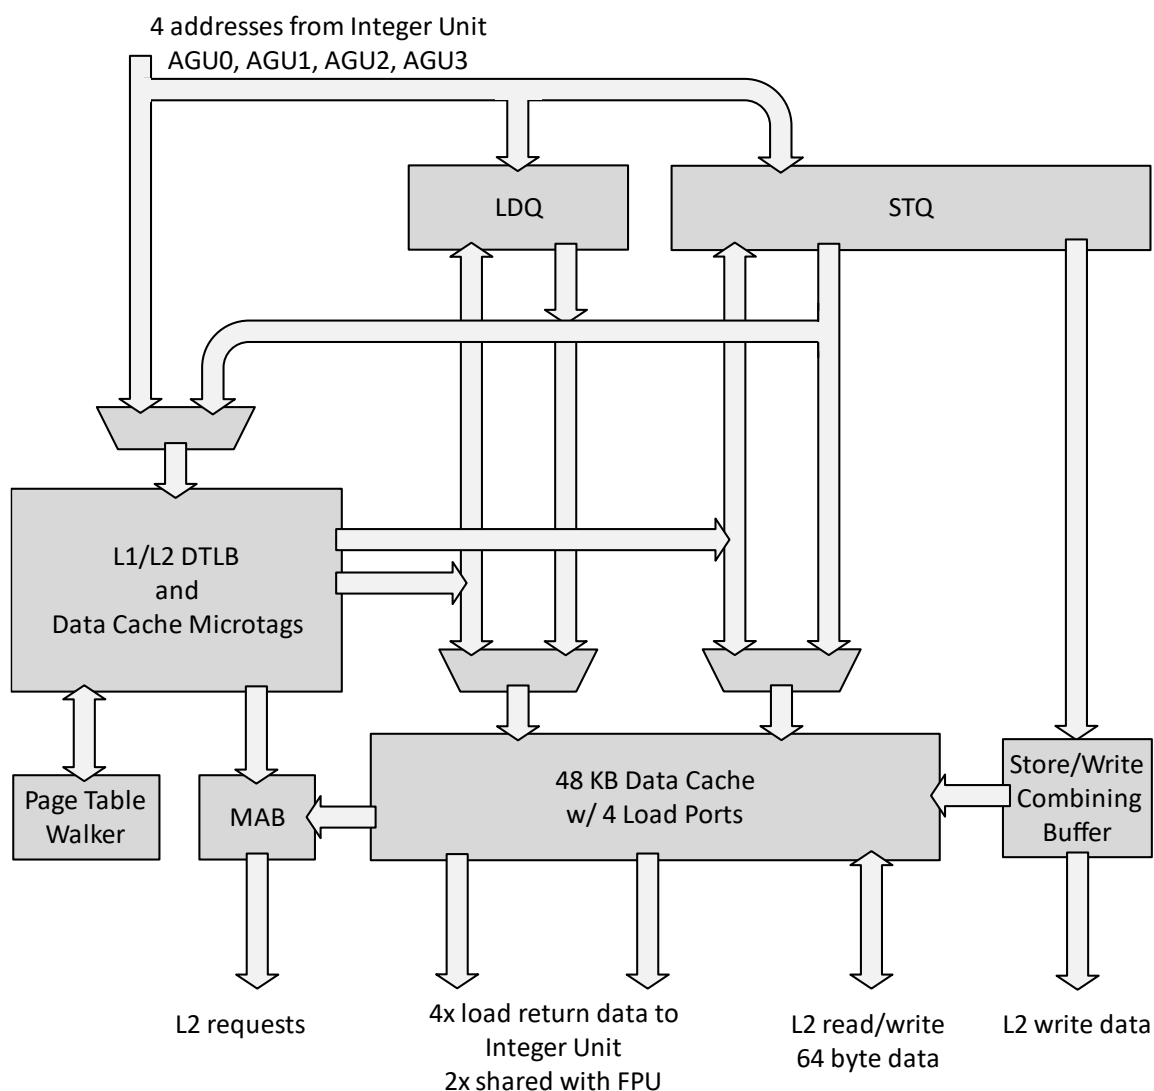 4 addresses from Integer Unit
AGU0, AGU1, AGU2, AGU3
LDQ
STQ
L1/L2 DTLB
and
Data Cache Microtags
Page Table
Walker
MAB
48 KB Data Cache
w/ 4 Load Ports
Store/Write
Combining
Buffer
L2 requests
4x load return data to
Integer Unit
2x shared with FPU
L2 read/write
64 byte data
L2 write data